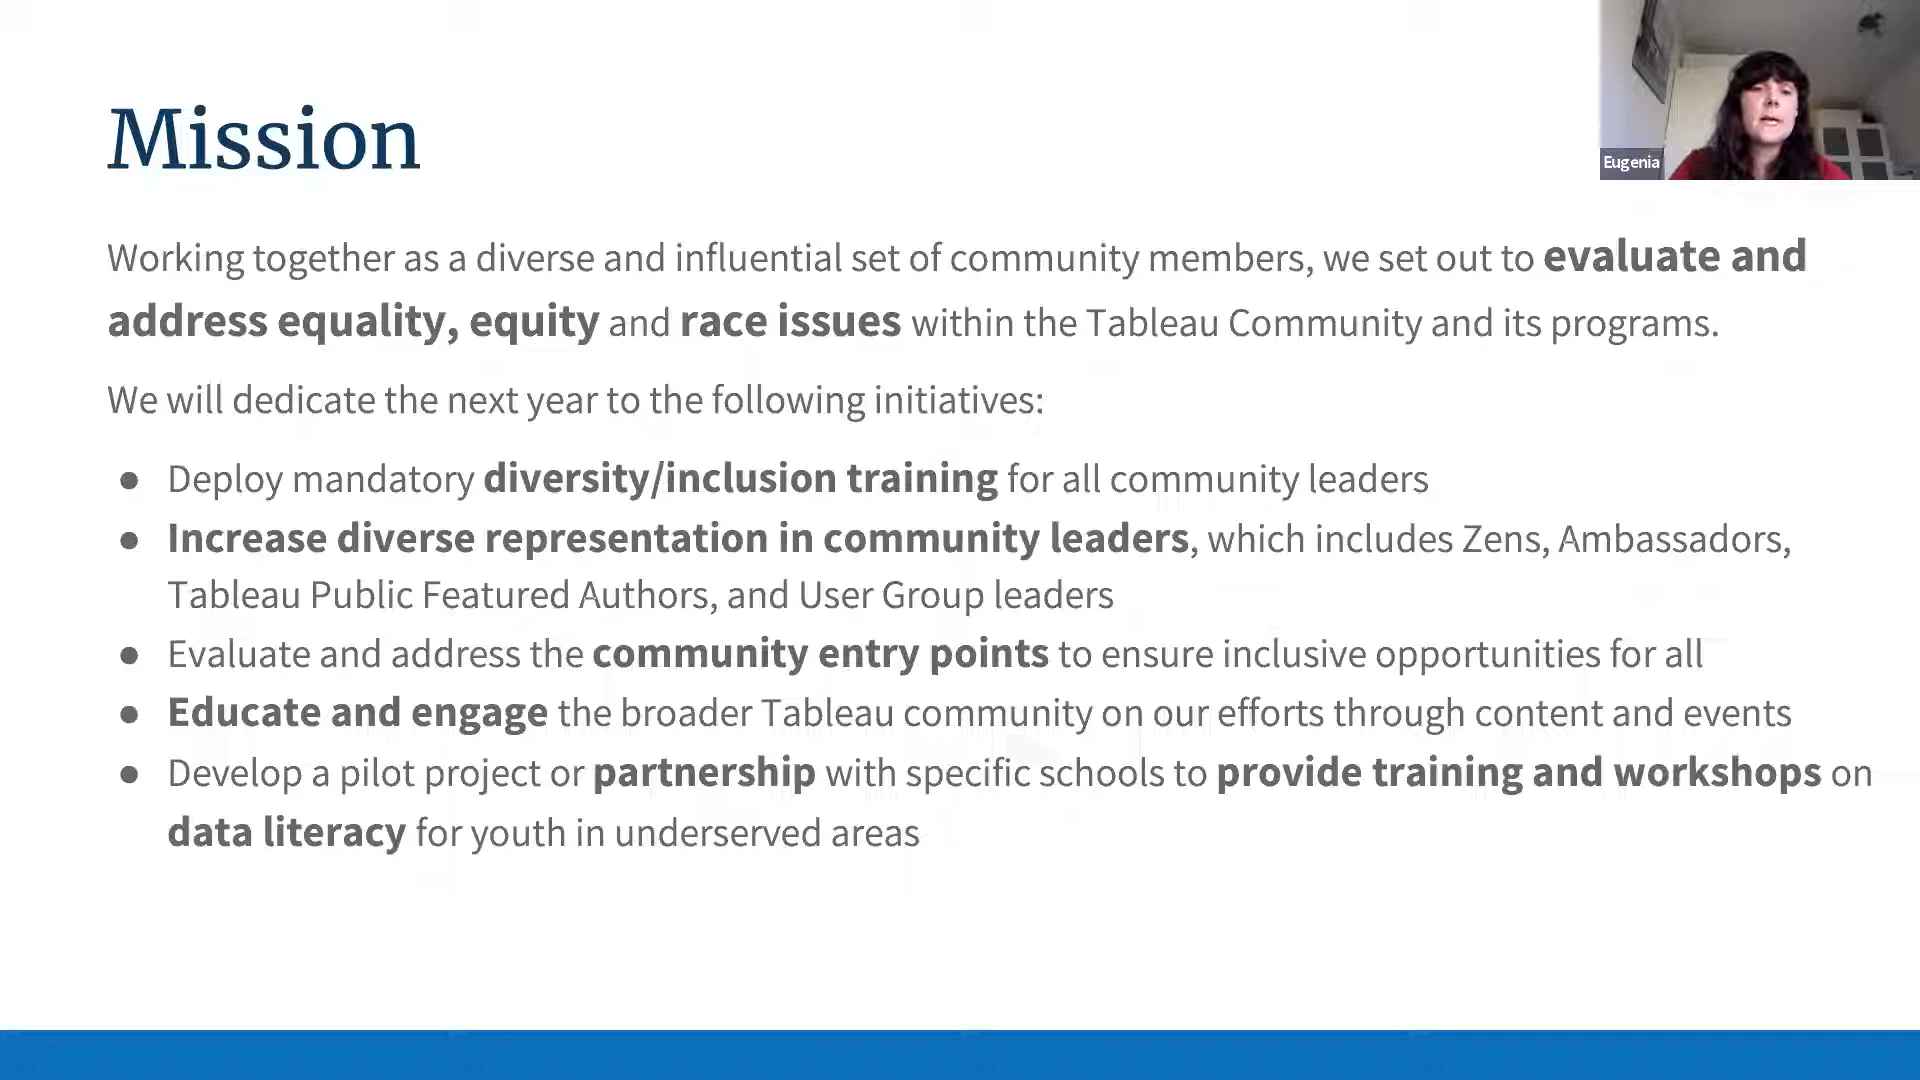 Mission
Eugenia
Working together as a diverse and influential set of community members, we set out to evaluate and
address equality, equity and race issues within the Tableau Community and its programs.
We will dedicate the next year to the following initiatives:
● Deploy mandatory diversity/inclusion training for all community leaders
● Increase diverse representation in community leaders, which includes Zens, Ambassadors,
Tableau Public Featured Authors, and User Group leaders
● Evaluate and address the community entry points to ensure inclusive opportunities for all
● Educate and engage the broader Tableau community on our efforts through content and events
● Develop a pilot project or partnership with specific schools to provide training and workshops on
data literacy for youth in underserved areas